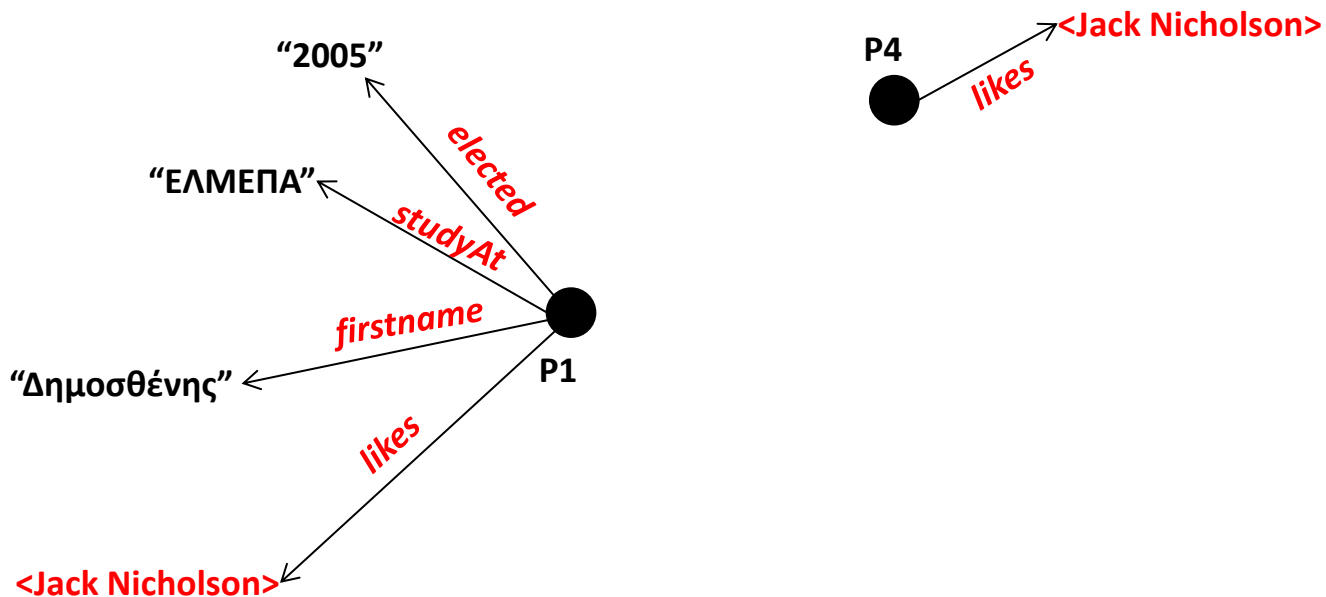 <Jack Nicholson>
P4
likes
“2005”
elected
“ΕΛΜΕΠΑ”
studyAt
firstname
P1
“Δημοσθένης”
likes
<Jack Nicholson>